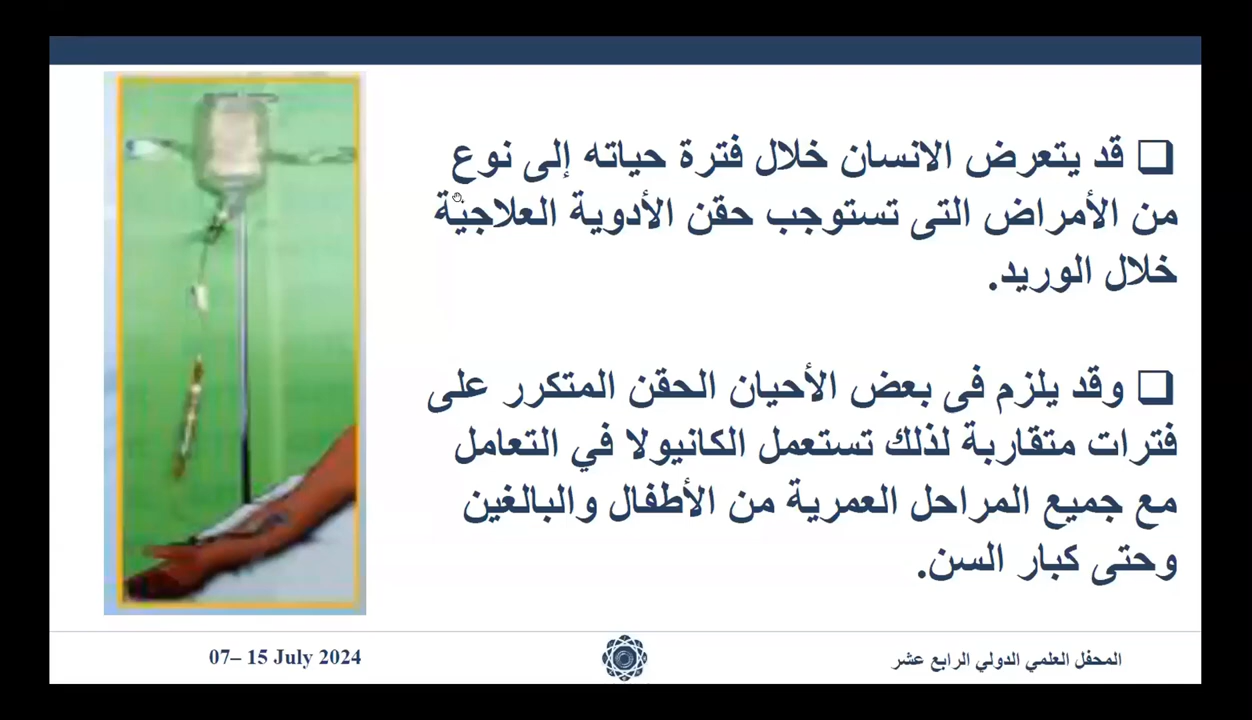 ❑ قد يتعرض الانسان خلال فترة حياته إلى نوع
من الأمراض التى تستوجب حقن الأدوية العلاجية
خلال الوريد.
❑ وقد يلزم فى بعض الأحيان الحقن المتكرر على
فترات متقاربة لذلك تستعمل الكانيولا في التعامل
مع جميع المراحل العمرية من الأطفال والبالغين
وحتى كبار السن.
المحفل العلمي الدولي الرابع عشر
07– 15 July 2024